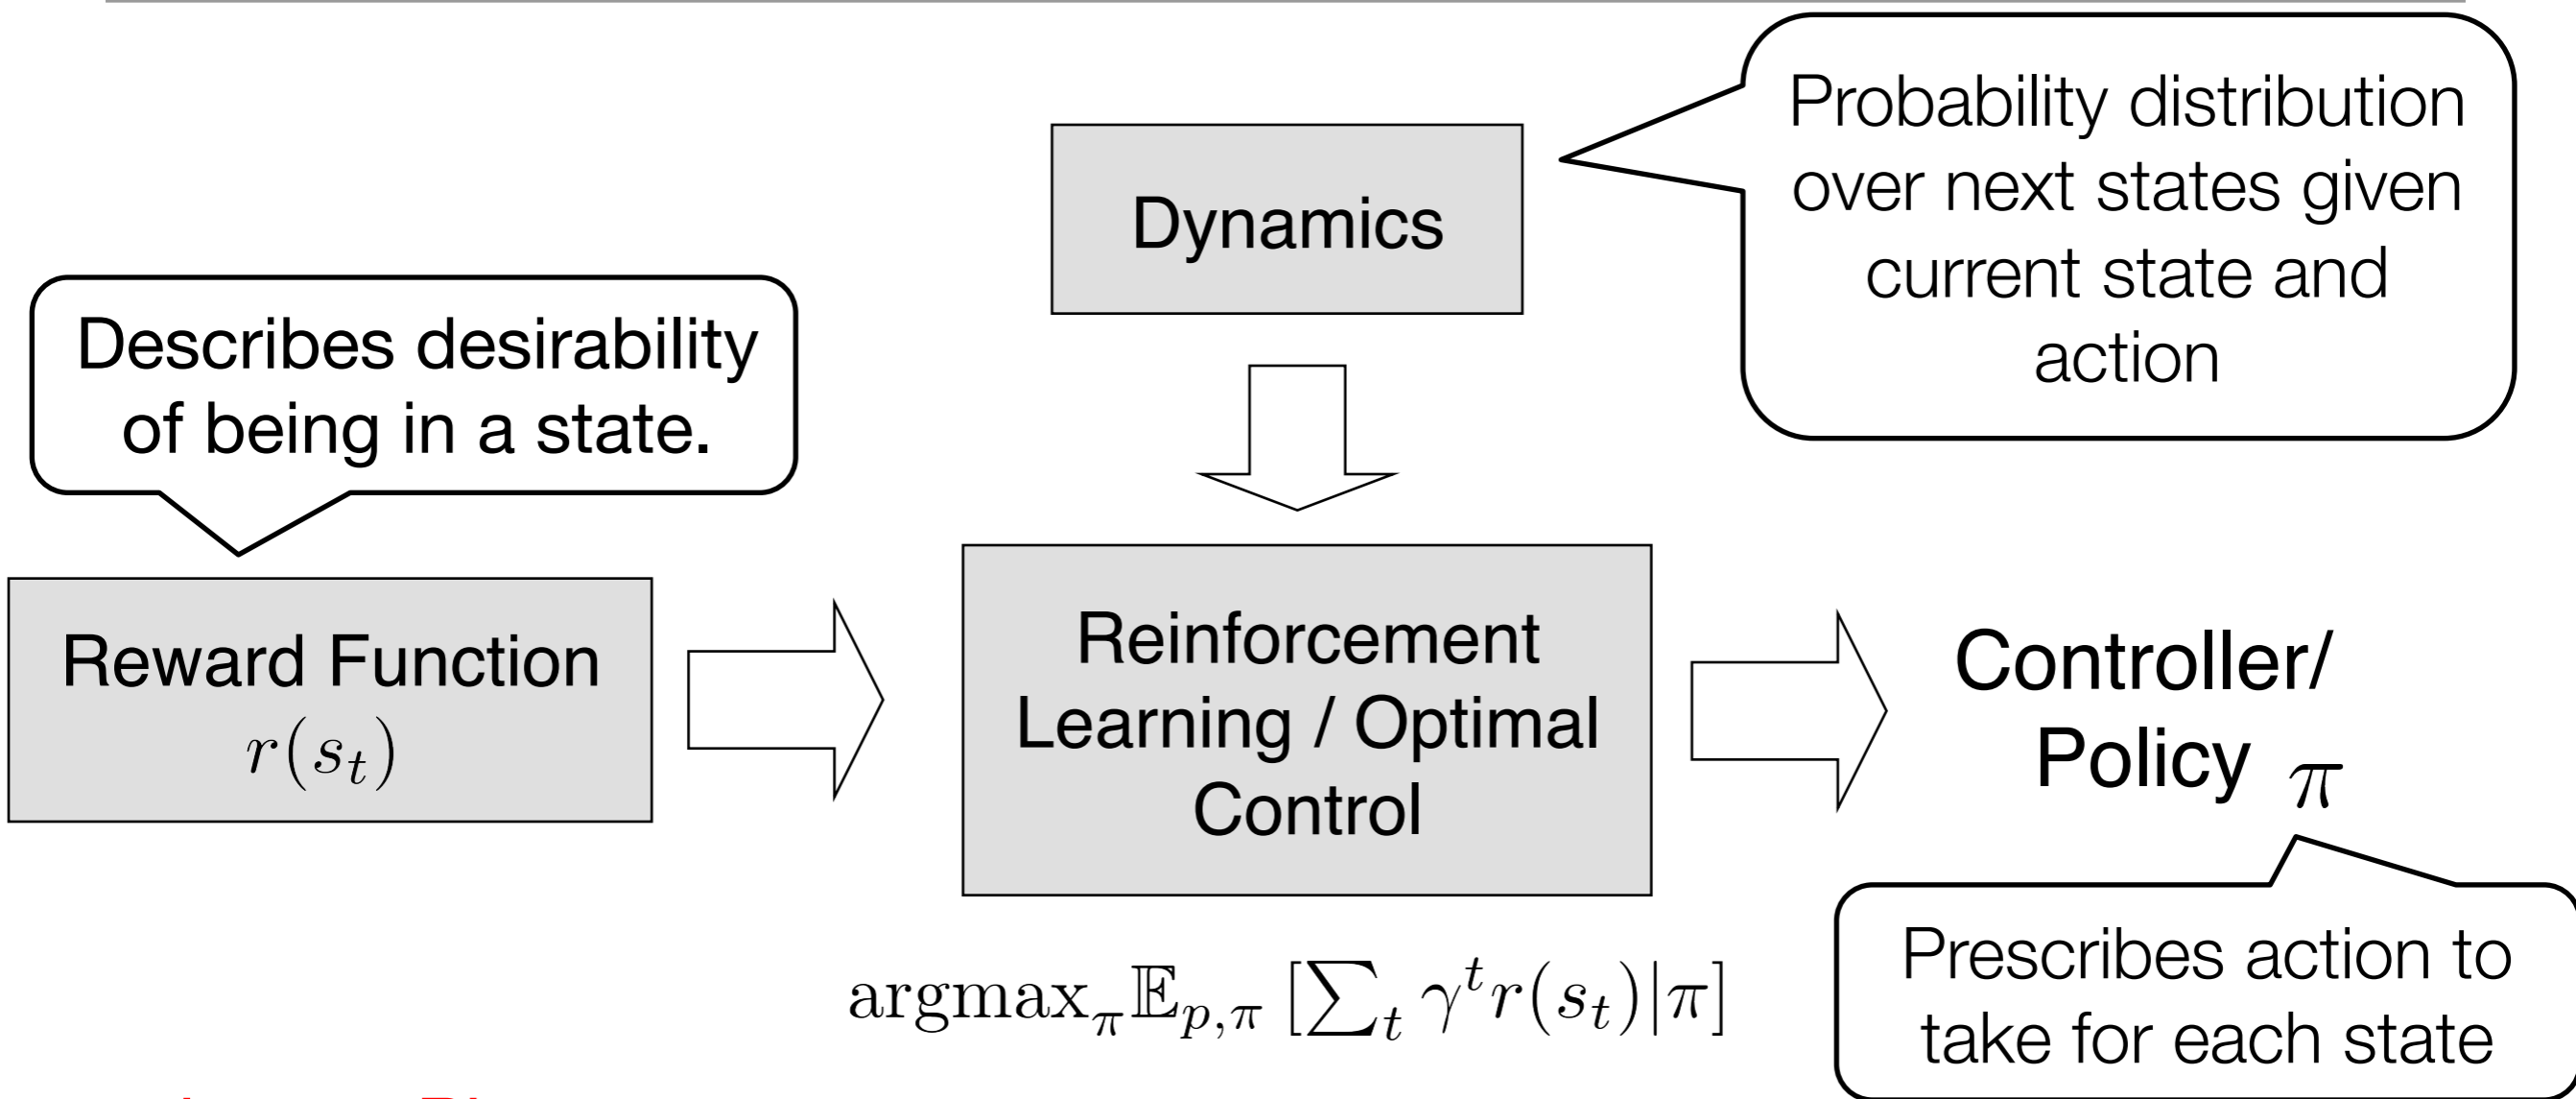 Probability distribution
over next states given
current state and
action
Dynamics
Describes desirability
of being in a state.
Reward Function
r(s_t)
Reinforcement
Learning / Optimal
Control
Controller/
Policy π
argmax_π 𝔼_{p,π} [∑_t γ^t r(s_t)|π]
Prescribes action to
take for each state